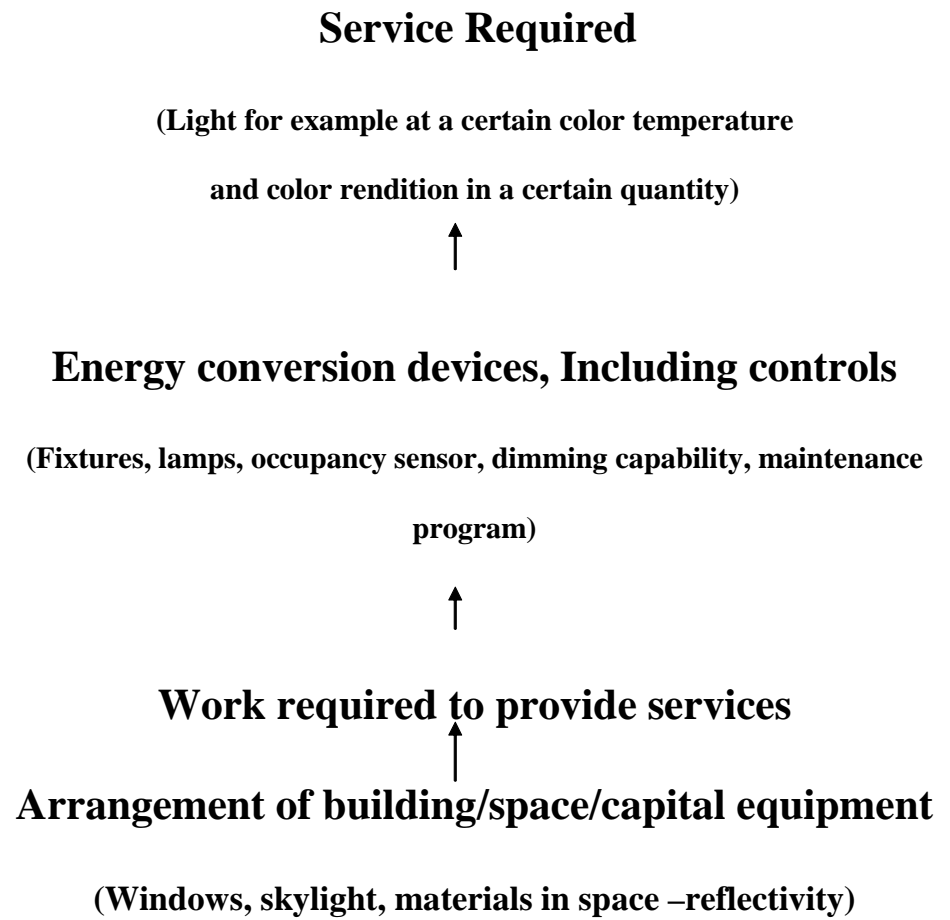 Service Required
(Light for example at a certain color temperature
and color rendition in a certain quantity)
Energy conversion devices, Including controls
(Fixtures, lamps, occupancy sensor, dimming capability, maintenance
program)
Work required to provide services
Arrangement of building/space/capital equipment
(Windows, skylight, materials in space –reflectivity)